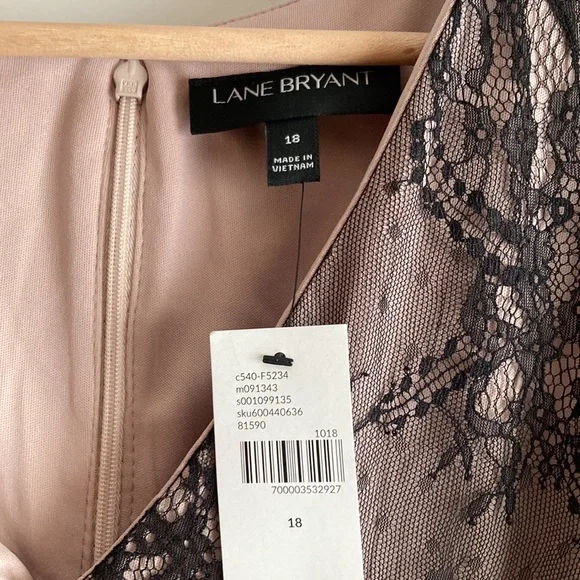 LANE BRYANT
18
MADE IN
VIETNAM
c540-F5234
m091343
s001099135
sku600440636
81590
1018
700003532927
18